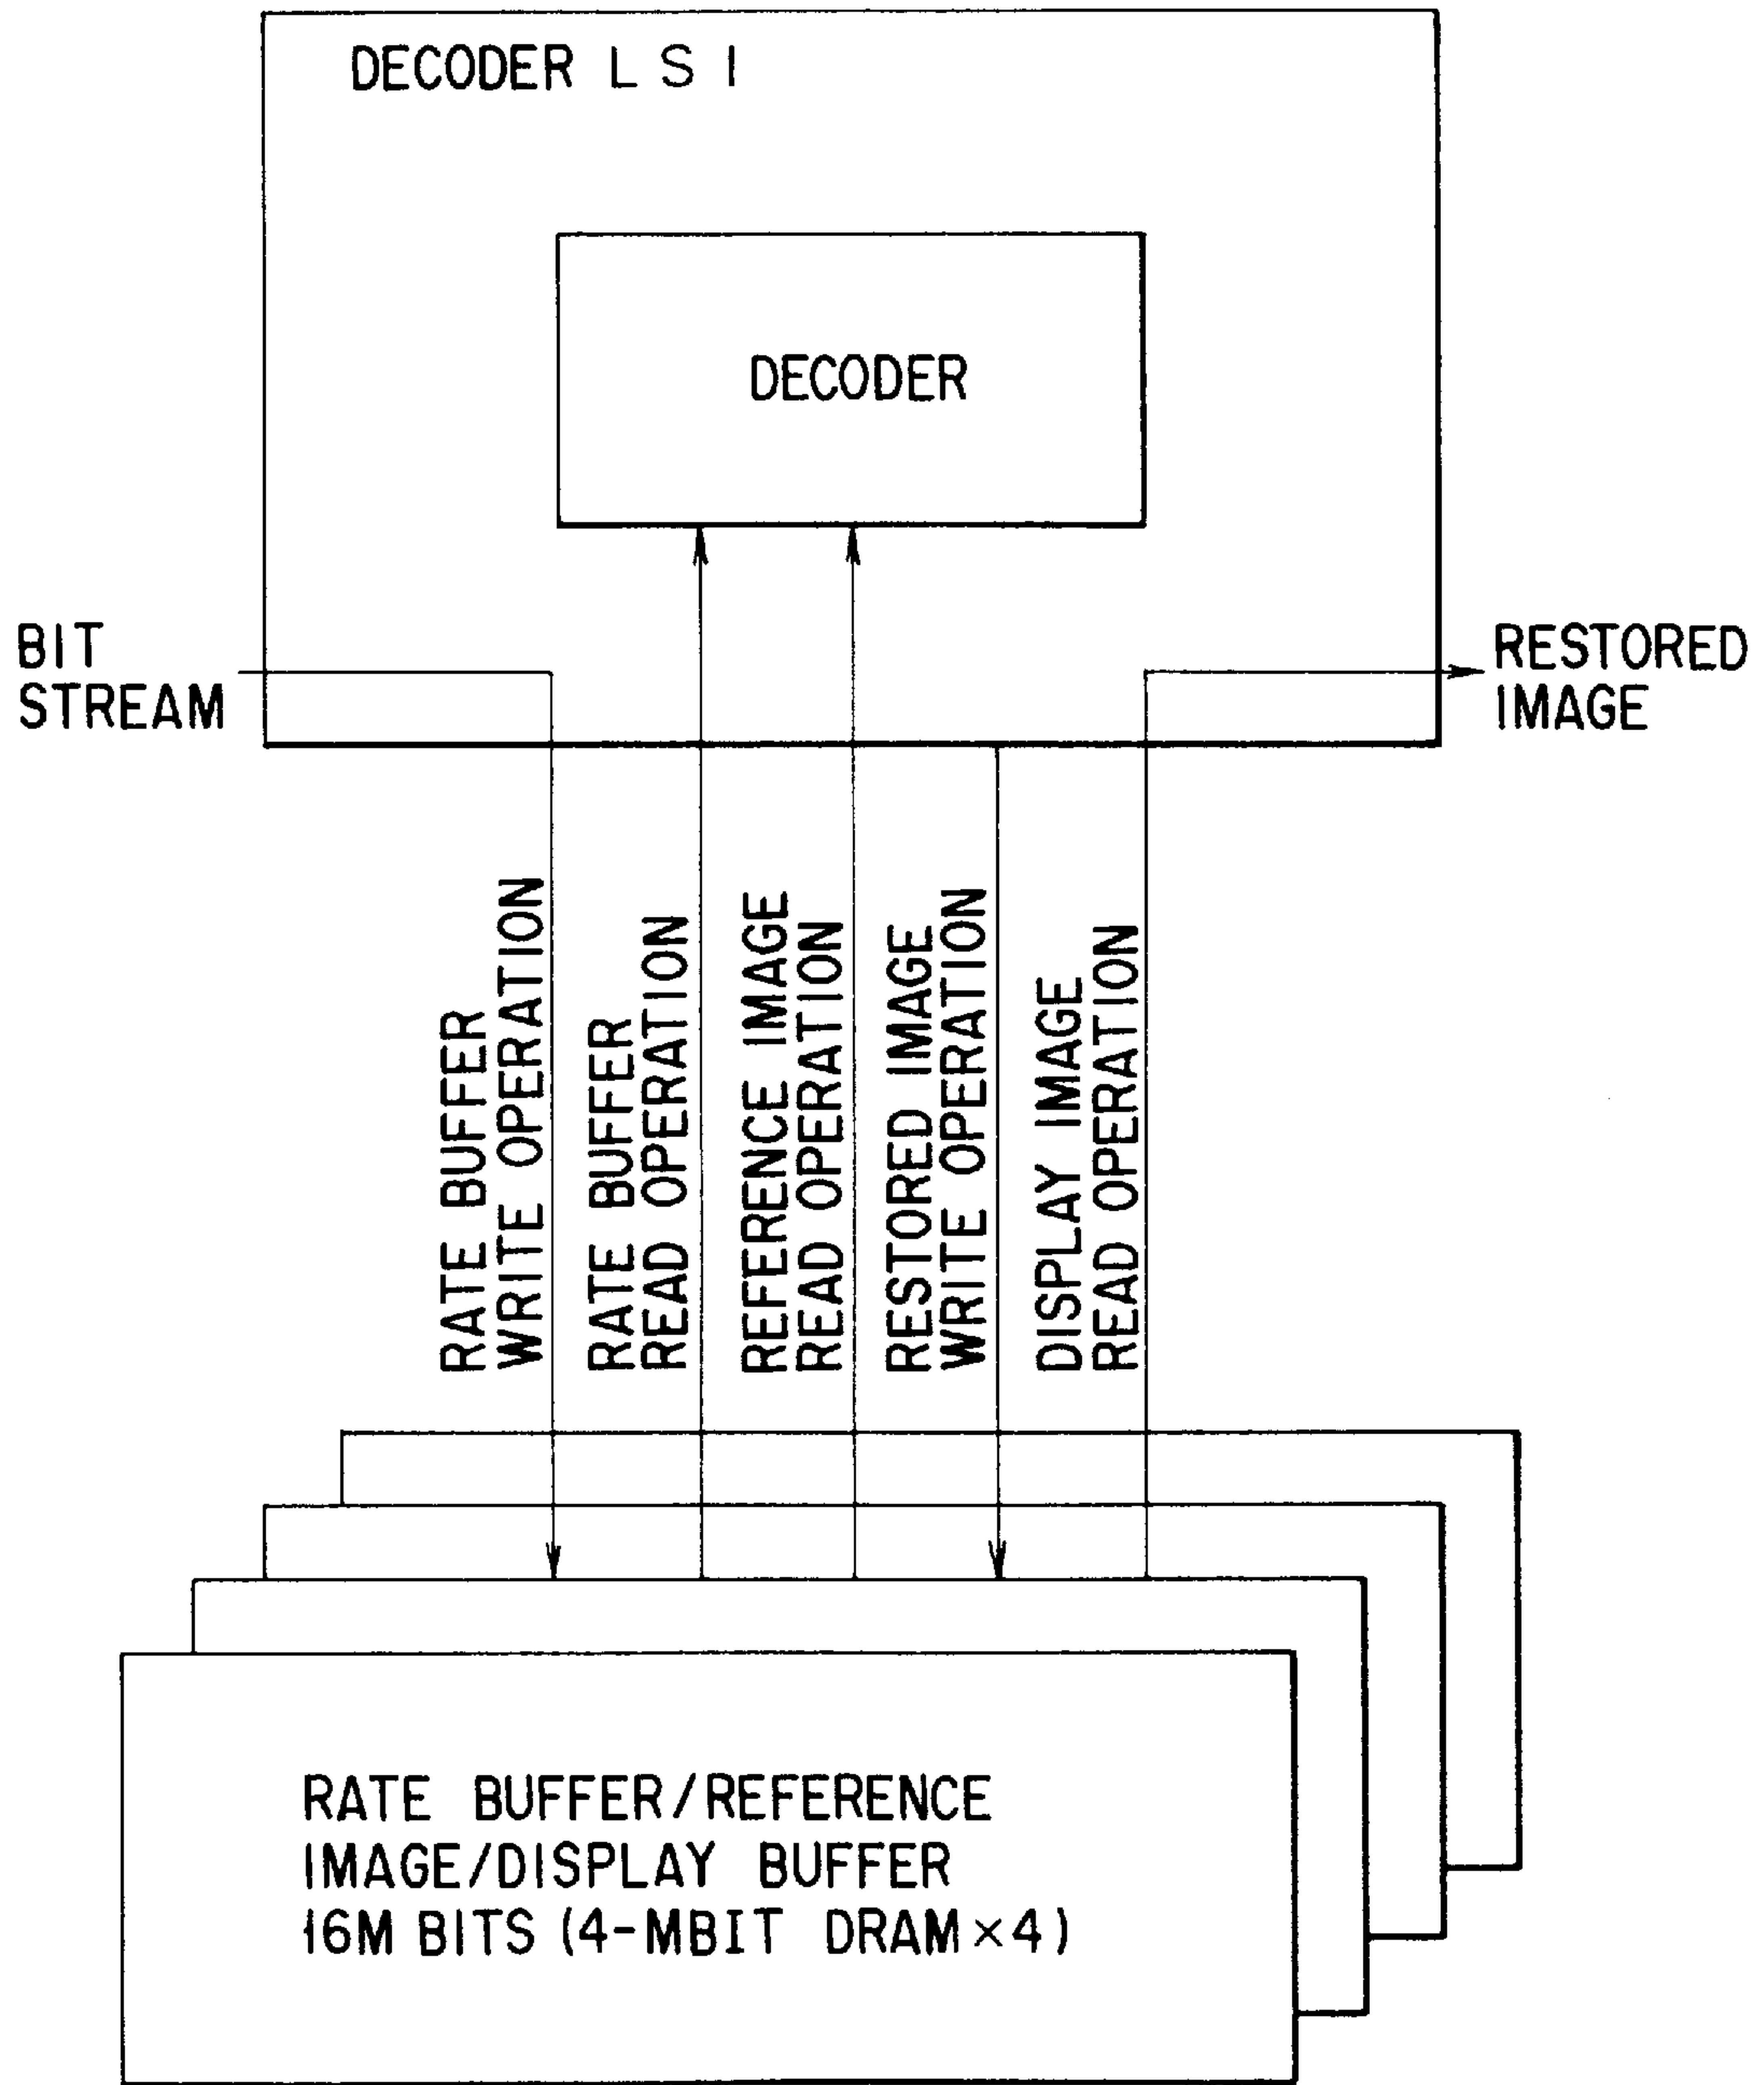 DECODER LSI
DECODER
BIT
STREAM
RESTORED
IMAGE
RATE BUFFER
WRITE OPERATION
RATE BUFFER
READ OPERATION
REFERENCE IMAGE
READ OPERATION
RESTORED IMAGE
WRITE OPERATION
DISPLAY IMAGE
READ OPERATION
RATE BUFFER/REFERENCE
IMAGE/DISPLAY BUFFER
16M BITS (4-MBIT DRAM×4)